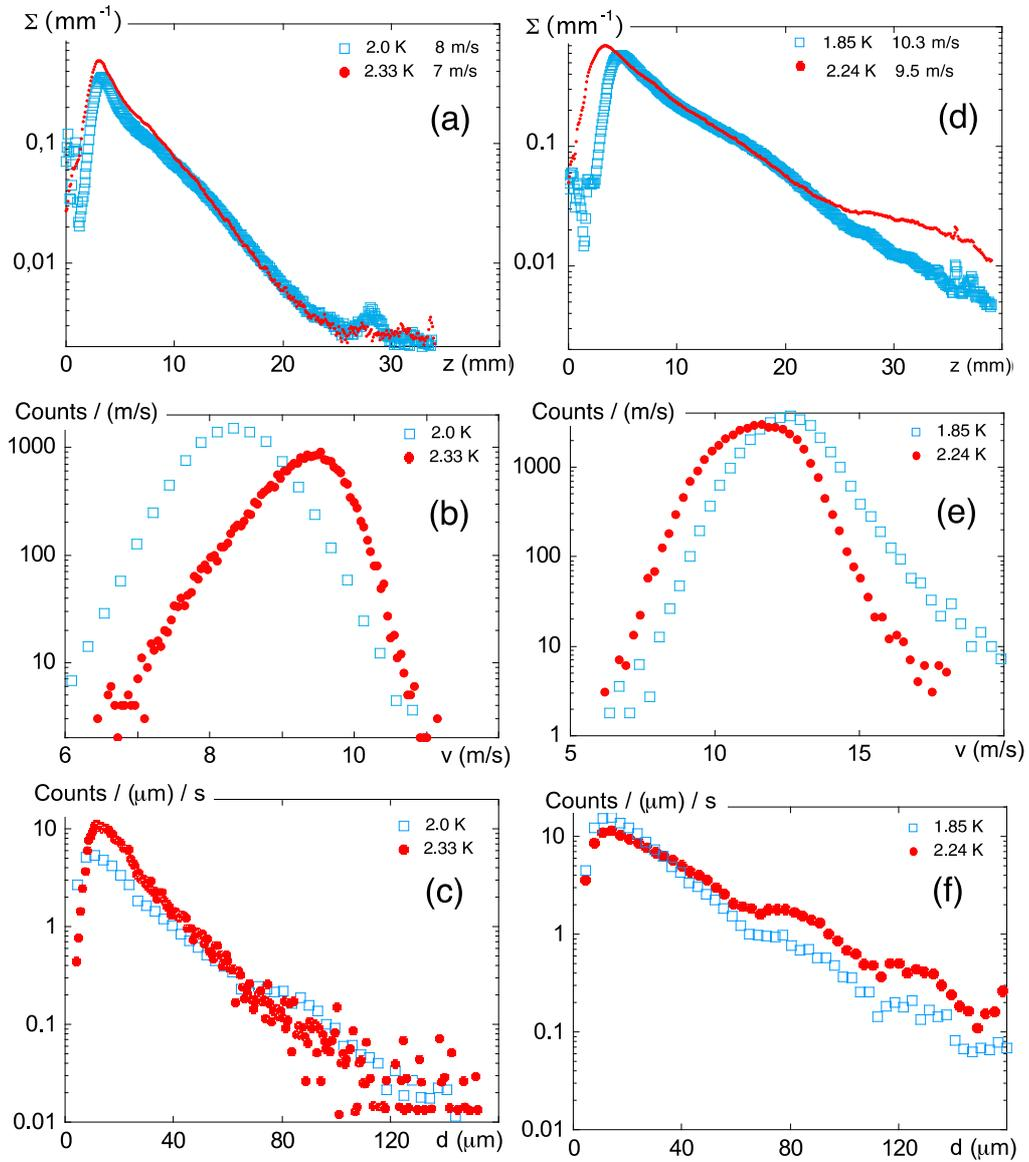 Σ (mm⁻¹)
2.0 K 8 m/s
2.33 K 7 m/s
(a)
0.1
0,01
0 10 20 30 z (mm)
Σ (mm⁻¹)
1.85 K 10.3 m/s
2.24 K 9.5 m/s
(d)
0.1
0.01
0 10 20 30 z (mm)
Counts / (m/s)
2.0 K
2.33 K
(b)
1000
100
10
6 8 10 v (m/s)
Counts / (m/s)
1.85 K
2.24 K
(e)
1000
100
10
1
5 10 15 v (m/s)
Counts / (μm) / s
2.0 K
2.33 K
(c)
10
1
0.1
0.01
0 40 80 120 d (μm)
Counts / (μm) / s
1.85 K
2.24 K
(f)
10
1
0.1
0.01
0 40 80 120 d (μm)